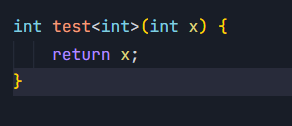 int test<int>(int x) {
    return x;
}